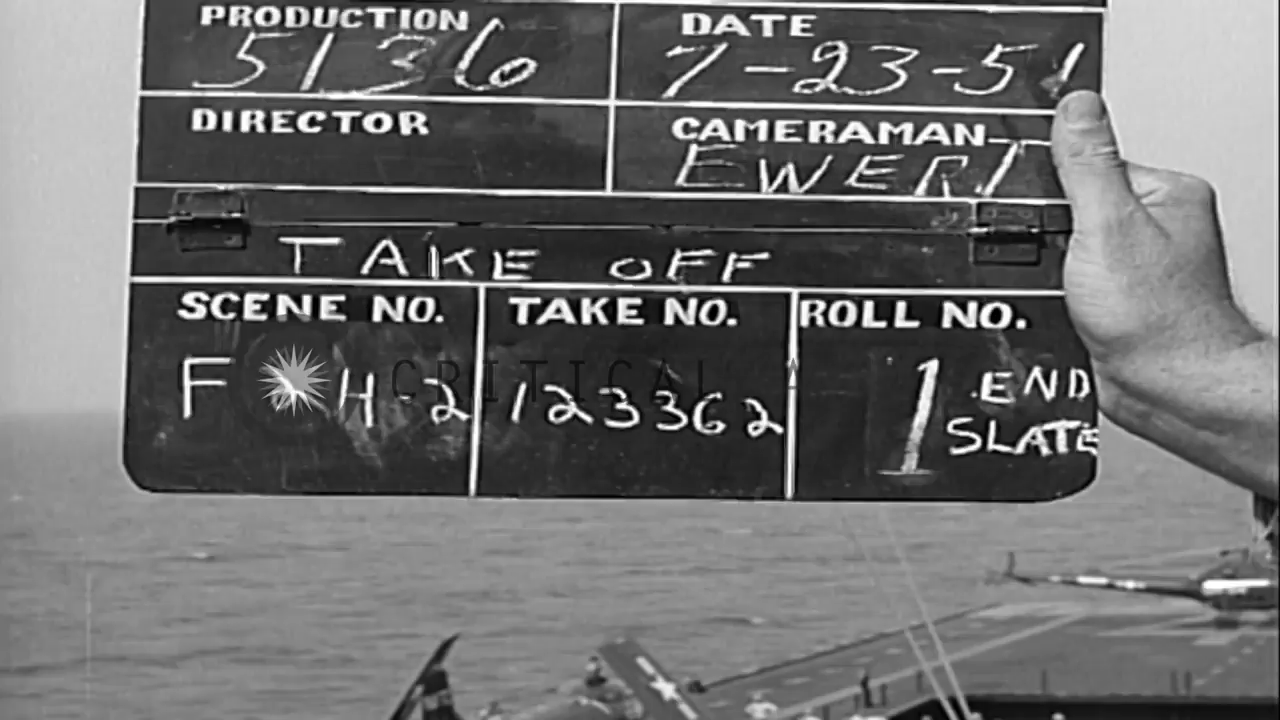 PRODUCTION
5136
DATE
7-23-51
DIRECTOR
CAMERAMAN
EWERT
TAKE OFF
SCENE NO.
F H-2
TAKE NO.
123362
ROLL NO.
1 END
SLATE
CRITICAL